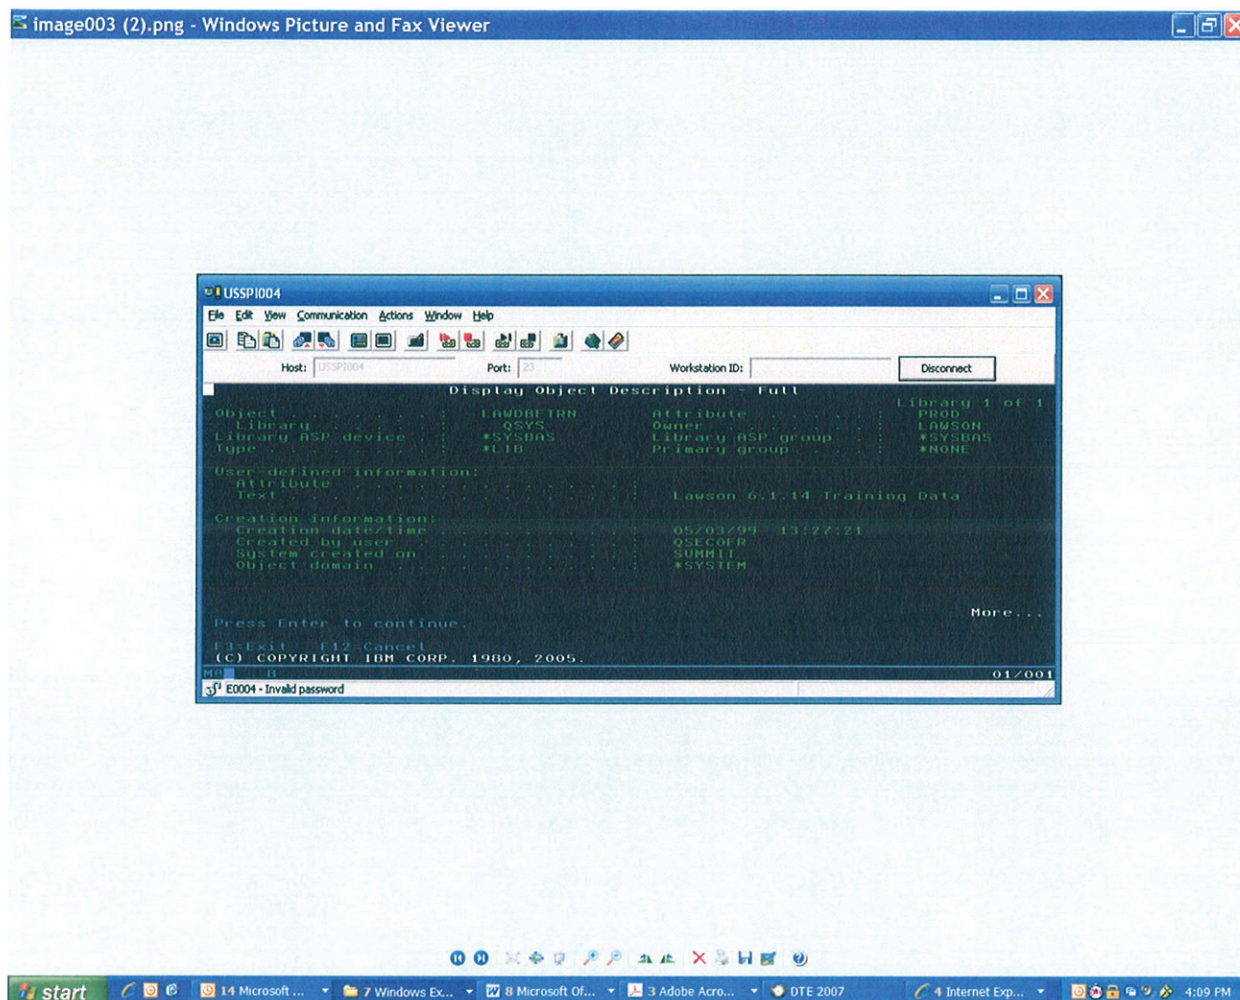 image003 (2).png - Windows Picture and Fax Viewer
USSPI004
File Edit View Communication Actions Window Help
Host: USSPI004 Port: 23 Workstation ID: Disconnect
Display Object Description - Full
Library 1 of 1
Object . . . . . . . : LAWDBFTRN Attribute . . . . . : PROD
Library . . . . . : QSYS Owner . . . . . . . : LAWSON
Library ASP device . : *SYSBAS Library ASP group . : *SYSBAS
Type . . . . . . . . : *LIB Primary group . . . : *NONE
User-defined information:
Attribute . . . . . . . . . . . . . :
Text . . . . . . . . . . . . . . . : Lawson 6.1.14 Training Data
Creation information:
Creation date/time . . . . . . . . : 05/03/99 13:27:21
Created by user . . . . . . . . . . : QSECOFR
System created on . . . . . . . . . : SUMMIT
Object domain . . . . . . . . . . . : *SYSTEM
More...
Press Enter to continue.
F3=Exit F12=Cancel
(C) COPYRIGHT IBM CORP. 1980, 2005.
MA B 01/001
E0004 - Invalid password
start 14 Microsoft ... 7 Windows Ex... 8 Microsoft Of... 3 Adobe Acro... DTE 2007 4 Internet Exp... 4:09 PM